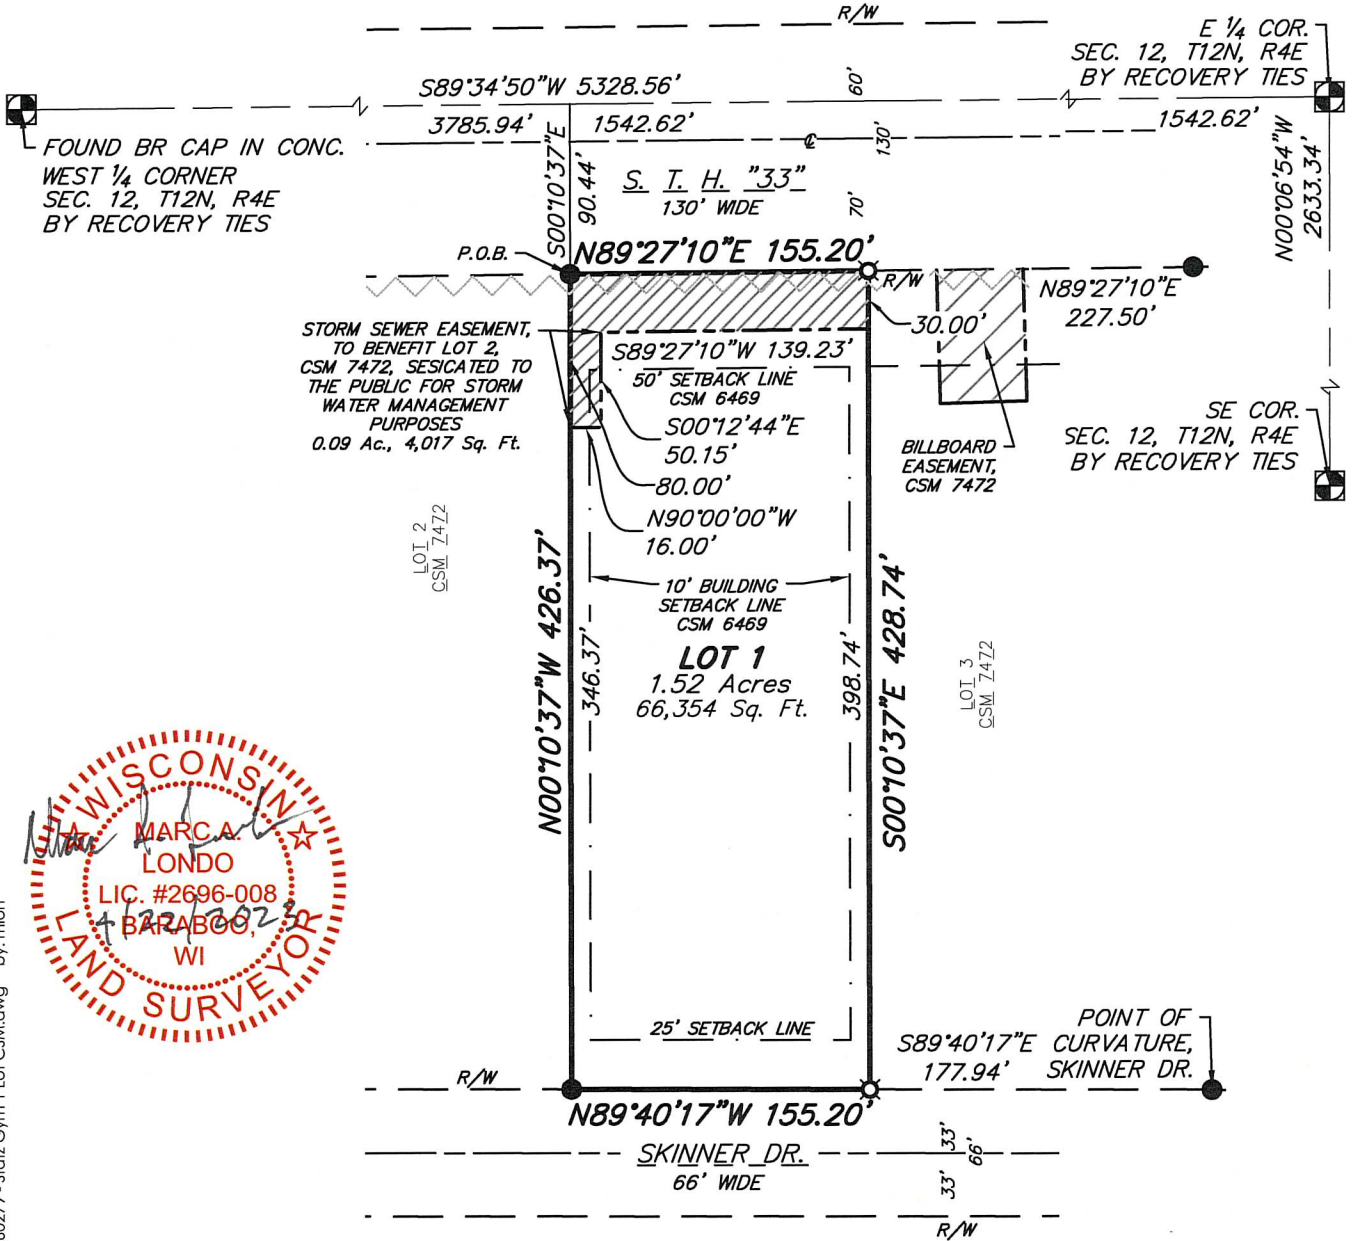 R/W
E ¼ COR.
SEC. 12, T12N, R4E
BY RECOVERY TIES
S89°34'50"W 5328.56'
60'
3785.94'
1542.62'
1542.62'
FOUND BR CAP IN CONC.
WEST ¼ CORNER
SEC. 12, T12N, R4E
BY RECOVERY TIES
S00°10'37"E
90.44'
S. T. H. "33"
130' WIDE
130'
70'
N00°06'54"W
2633.34'
P.O.B.
N89°27'10"E 155.20'
R/W
N89°27'10"E
227.50'
STORM SEWER EASEMENT,
TO BENEFIT LOT 2,
CSM 7472, SESICATED TO
THE PUBLIC FOR STORM
WATER MANAGEMENT
PURPOSES
0.09 Ac., 4,017 Sq. Ft.
30.00'
S89°27'10"W 139.23'
50' SETBACK LINE
CSM 6469
S00°12'44"E
50.15'
80.00'
N90°00'00"W
16.00'
BILLBOARD
EASEMENT,
CSM 7472
SE COR.
SEC. 12, T12N, R4E
BY RECOVERY TIES
LOT 2
CSM 7472
N00°10'37"W 426.37'
346.37'
10' BUILDING
SETBACK LINE
CSM 6469
LOT 1
1.52 Acres
66,354 Sq. Ft.
398.74'
S00°10'37"E 428.74'
LOT 3
CSM 7472
WISCONSIN
MARC A.
LONDO
LIC. #2696-008
BARABOO,
WI
LAND SURVEYOR
4/22/2023
25' SETBACK LINE
POINT OF
CURVATURE,
SKINNER DR.
S89°40'17"E
177.94'
R/W
N89°40'17"W 155.20'
SKINNER DR.
66' WIDE
33'
66'
33'
R/W